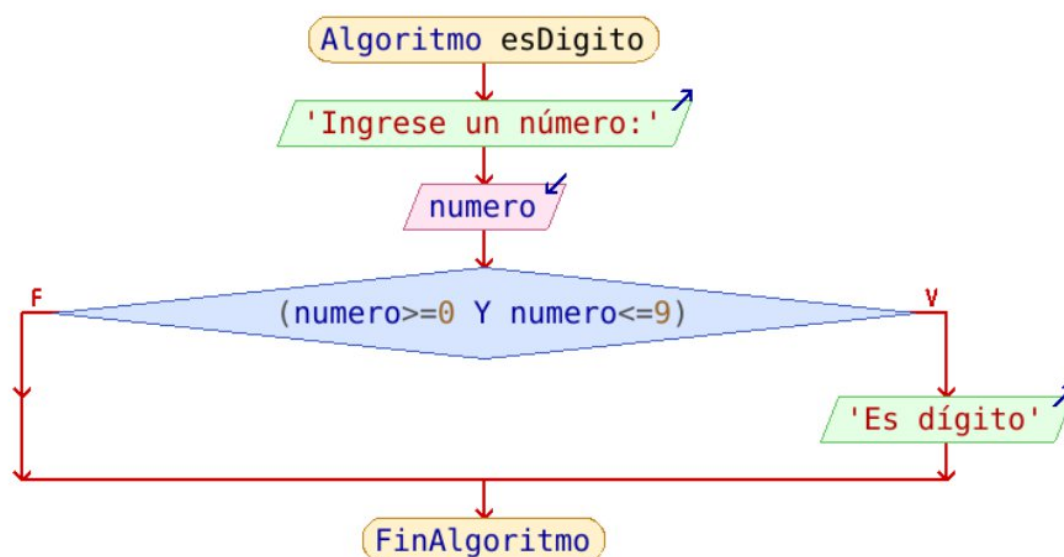 Algoritmo esDigito
'Ingrese un número:'
numero
F
(numero>=0 Y numero<=9)
V
'Es dígito'
FinAlgoritmo